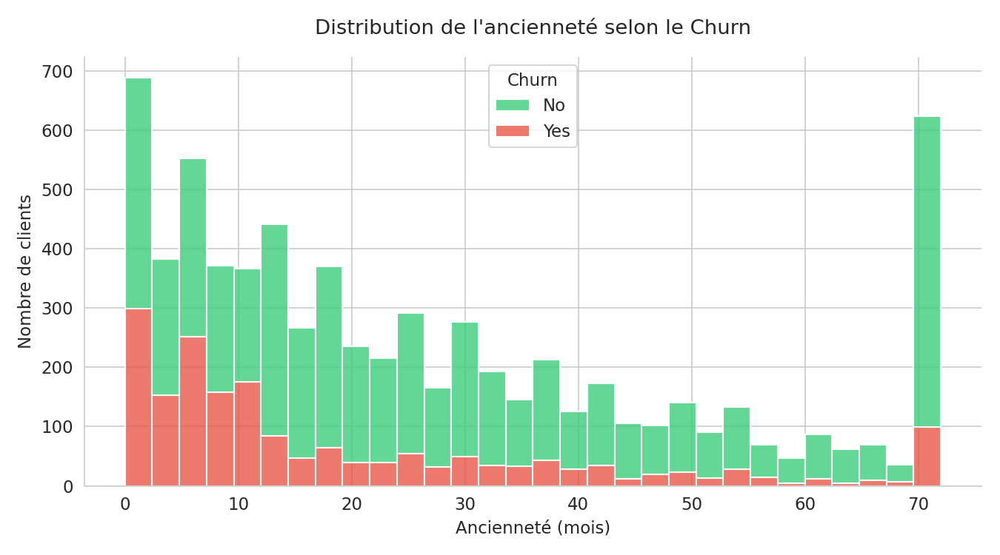 Distribution de l'ancienneté selon le Churn
Nombre de clients
700
600
500
400
300
200
100
0
Churn
No
Yes
0 10 20 30 40 50 60 70
Ancienneté (mois)